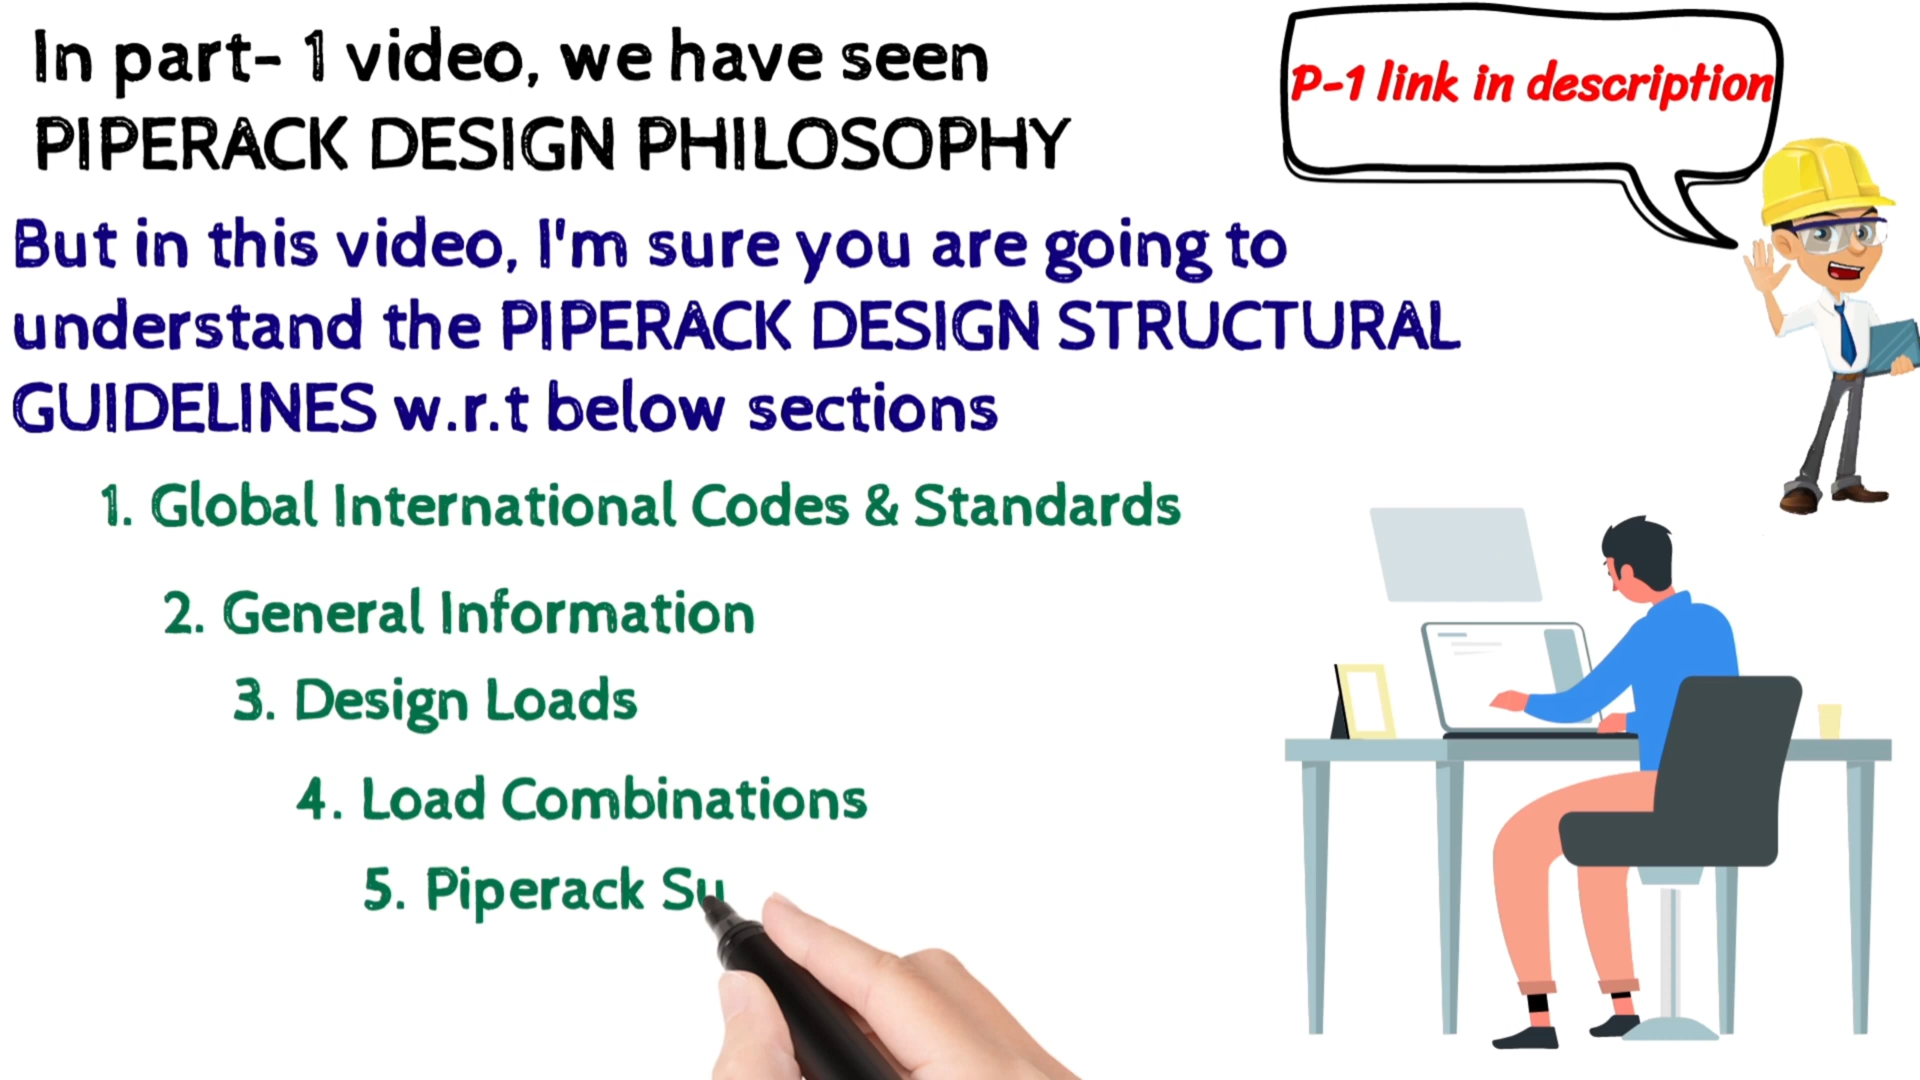 In part- 1 video, we have seen
PIPERACK DESIGN PHILOSOPHY
P-1 link in description
But in this video, I'm sure you are going to
understand the PIPERACK DESIGN STRUCTURAL
GUIDELINES w.r.t below sections
1. Global International Codes & Standards
2. General Information
3. Design Loads
4. Load Combinations
5. Piperack Su